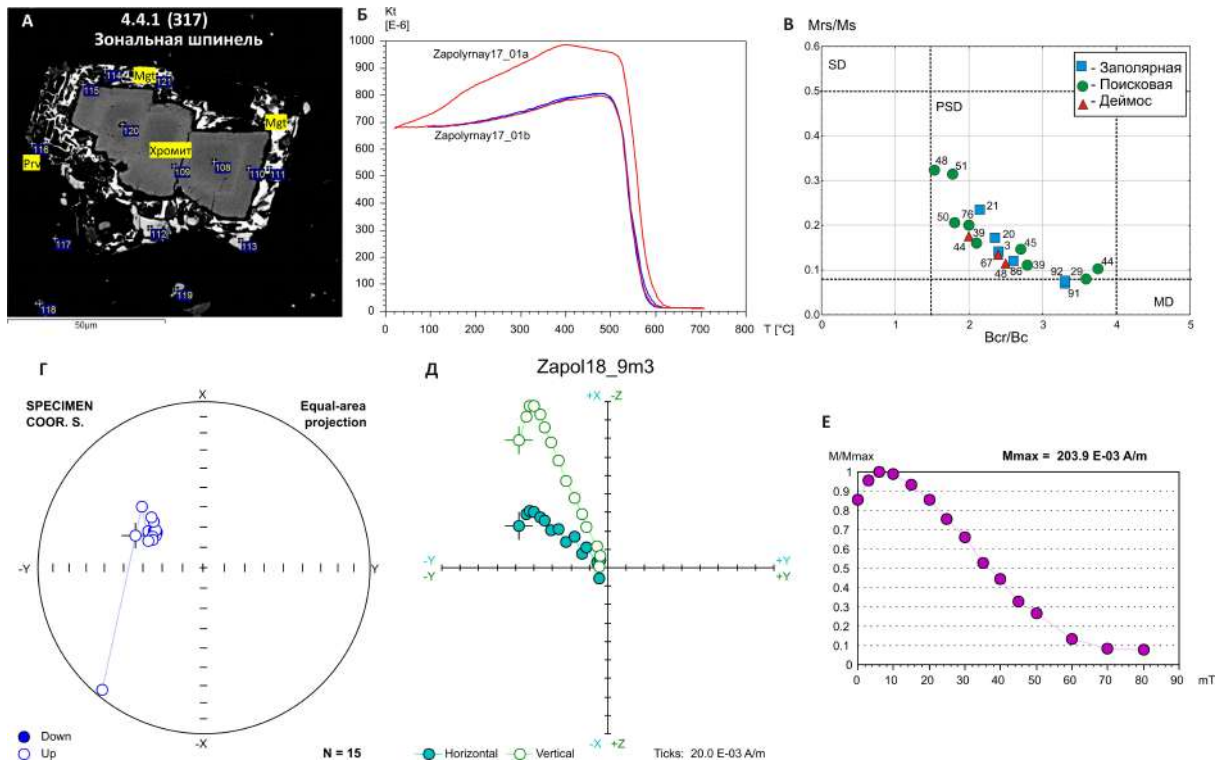 А
4.4.1 (317)
Зональная шпинель
114
Mgt
121
115
120
Mgt
116
Prv
Хромит
109
108
110
111
112
113
117
119
118
50µm
Б
Kt
[E-6]
1000
900
800
700
600
500
400
300
200
100
0
Zapolyrnay17_01a
Zapolyrnay17_01b
0 100 200 300 400 500 600 700 800
T [°C]
В
Mrs/Ms
0.6
0.5
0.4
0.3
0.2
0.1
0
SD
PSD
MD
- Заполярная
- Поисковая
- Деймос
48
51
21
50
76
20
39
44
3
45
67
48
86
39
92
29
44
91
0 1 2 3 4 5
Bcr/Bc
Г
SPECIMEN
COOR. S.
Equal-area
projection
X
-Y
Y
-X
Down
Up
N = 15
Д
Zapol18_9m3
+X -Z
-Y +Y
-Y +Y
-X +Z
Horizontal Vertical Ticks: 20.0 E-03 A/m
Е
M/Mmax
Mmax = 203.9 E-03 A/m
1
0.9
0.8
0.7
0.6
0.5
0.4
0.3
0.2
0.1
0
0 10 20 30 40 50 60 70 80 90 mT